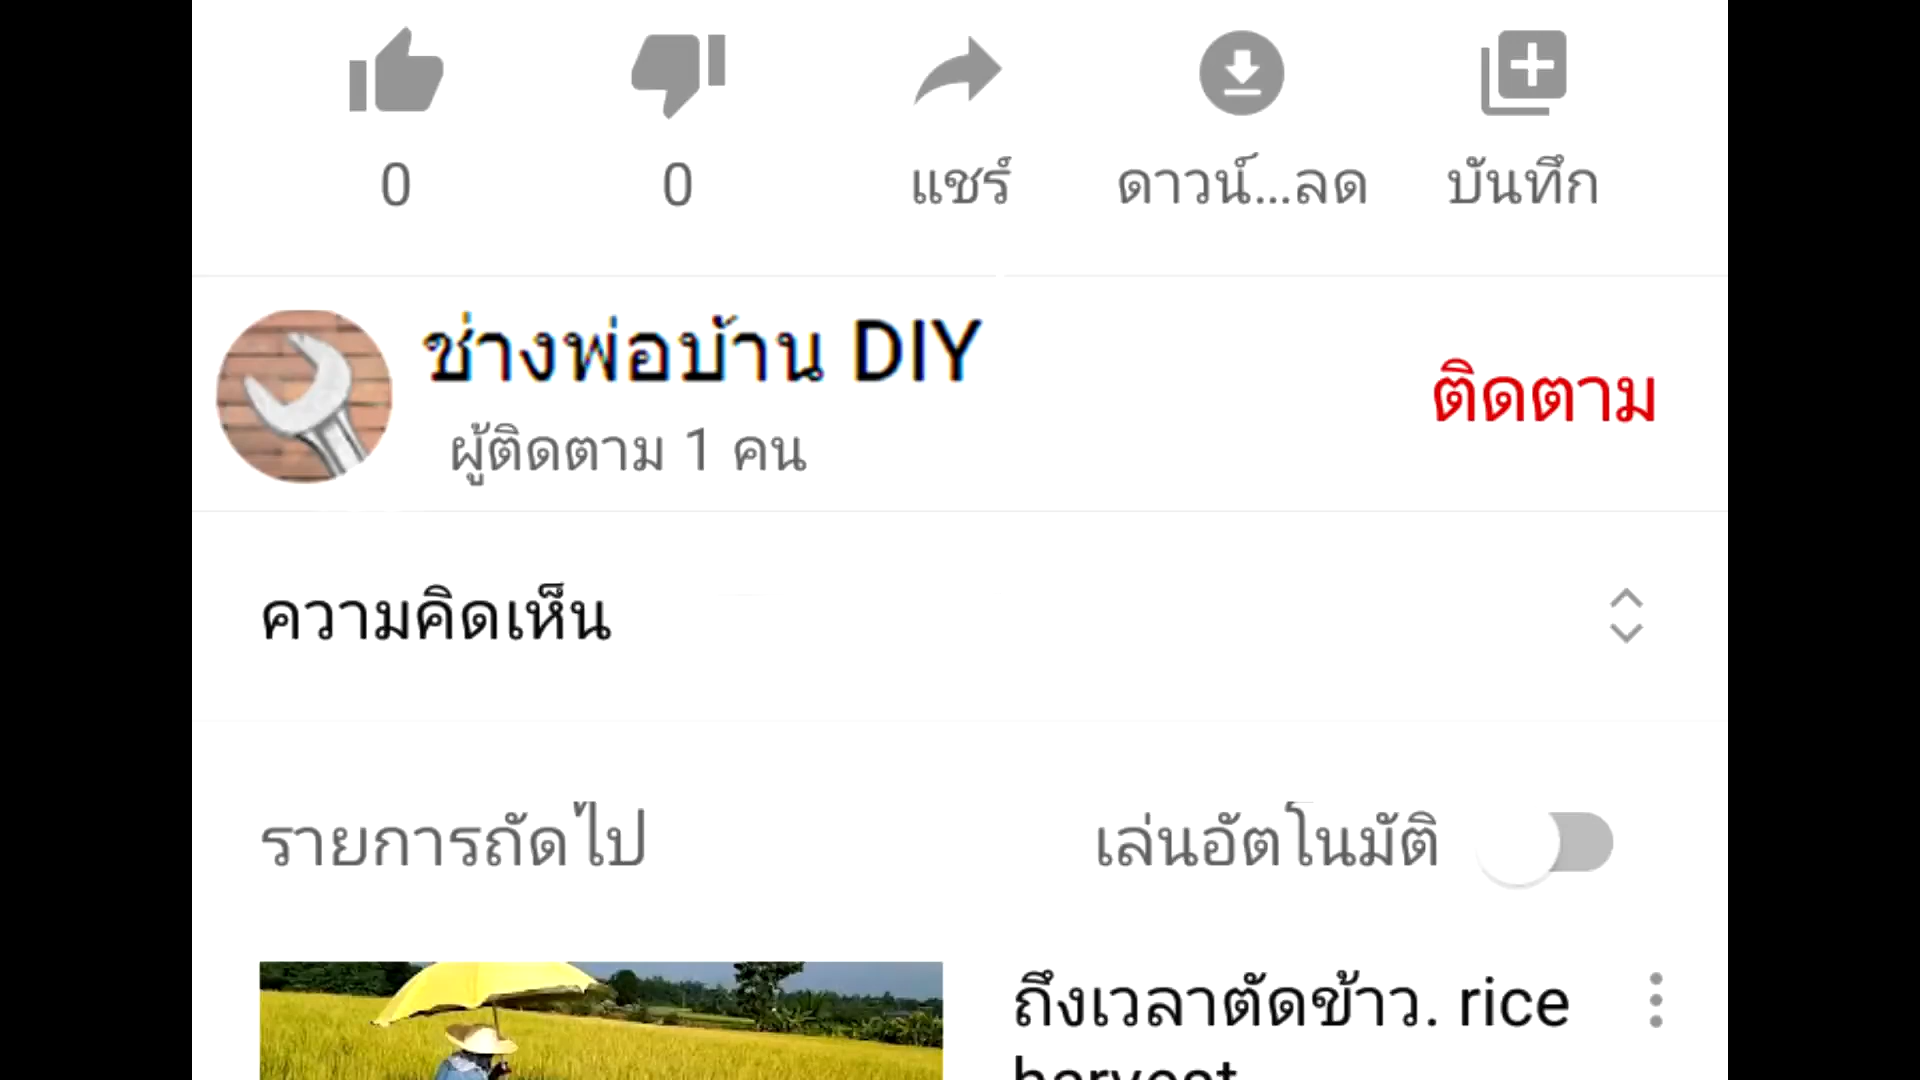 0
0
แชร์
ดาวน์...ลด
บันทึก
ช่างพ่อบ้าน DIY
ติดตาม
ผู้ติดตาม 1 คน
ความคิดเห็น
รายการถัดไป
เล่นอัตโนมัติ
ถึงเวลาตัดข้าว. rice
harvest